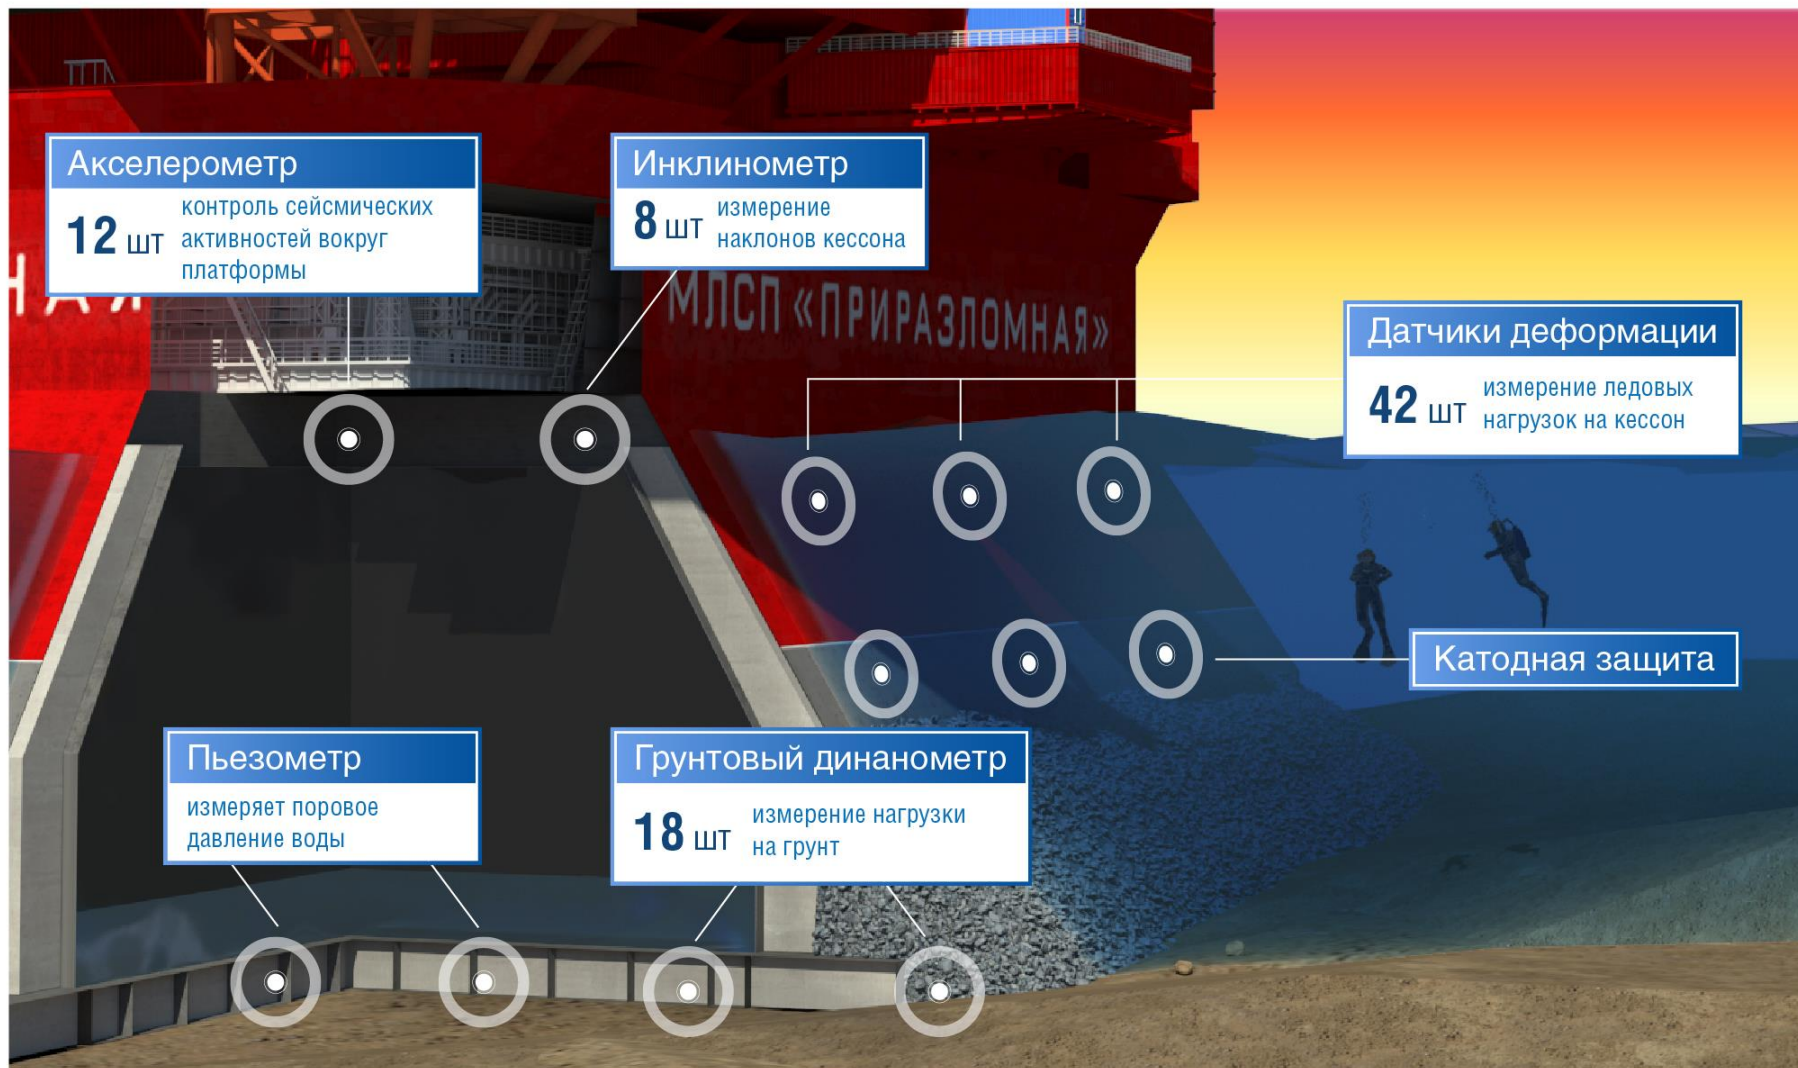 Акселерометр
12 шт
контроль сейсмических
активностей вокруг
платформы
Инклинометр
8 шт
измерение
наклонов кессона
НАЯ
МЛСП «ПРИРАЗЛОМНАЯ»
Датчики деформации
42 шт
измерение ледовых
нагрузок на кессон
Катодная защита
Пьезометр
измеряет поровое
давление воды
Грунтовый динанометр
18 шт
измерение нагрузки
на грунт